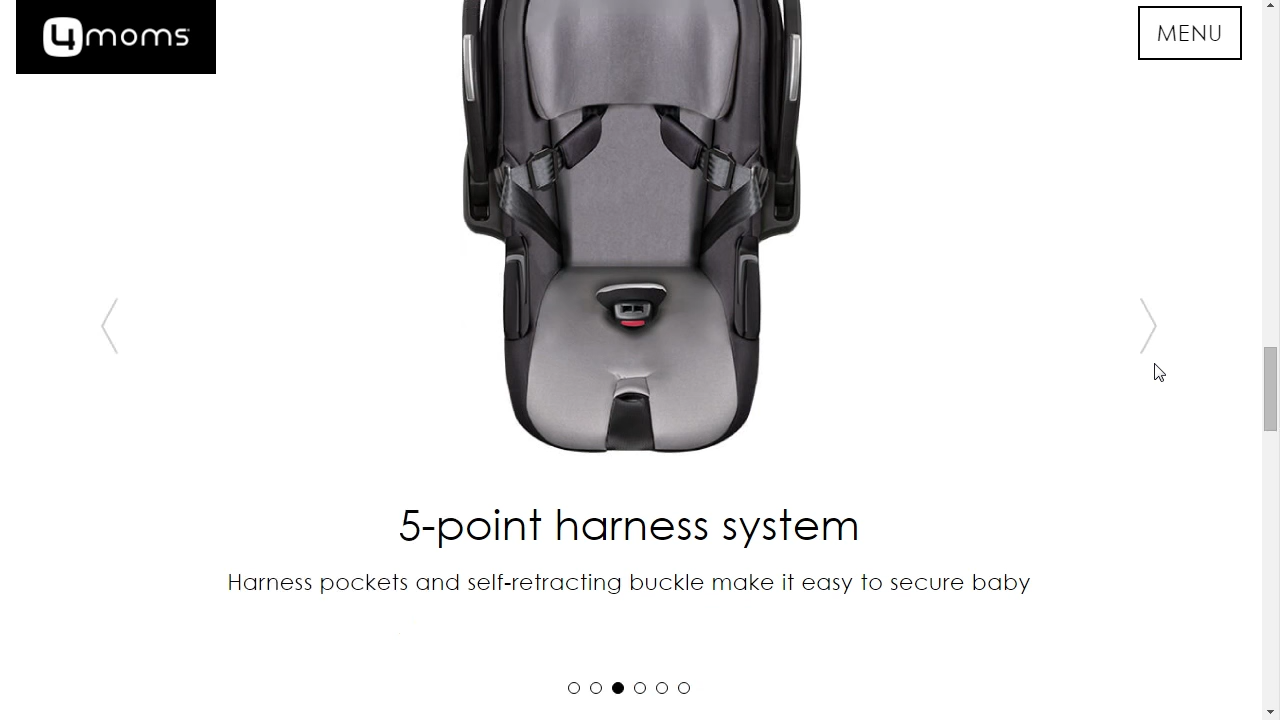 4moms
MENU
5-point harness system
Harness pockets and self-retracting buckle make it easy to secure baby